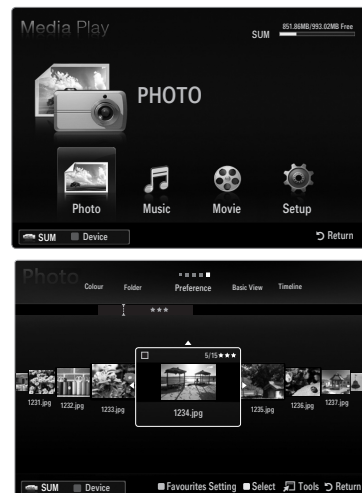 Media Play
SUM
851.86MB/993.02MB Free
PHOTO
Photo Music Movie Setup
SUM Device Return
Photo
Colour Folder Preference Basic View Timeline
★★★
5/15★★★
1231.jpg 1232.jpg 1233.jpg 1234.jpg 1235.jpg 1236.jpg 1237.jpg
SUM Device Favourites Setting Select Tools Return